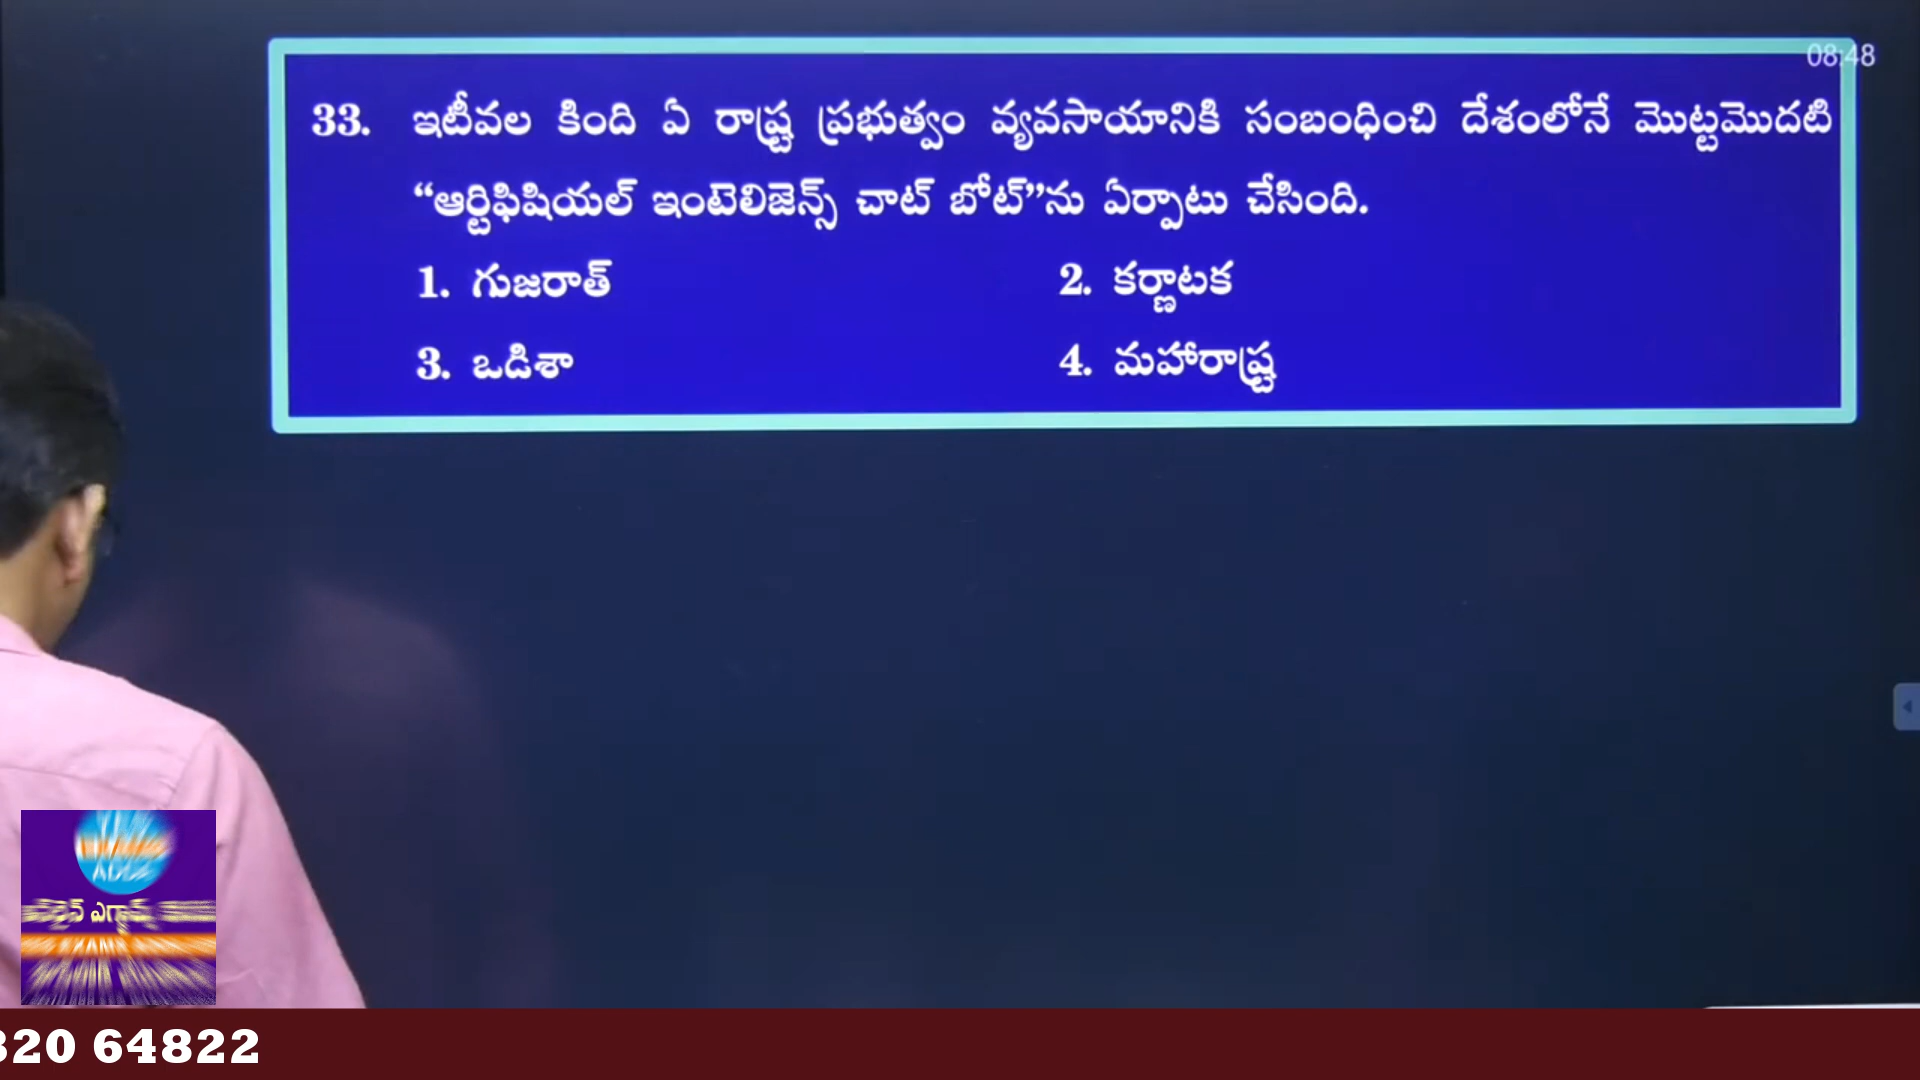 08:48
33. ఇటీవల కింది ఏ రాష్ట్ర ప్రభుత్వం వ్యవసాయానికి సంబంధించి దేశంలోనే మొట్టమొదటి
“ఆర్టిఫిషియల్ ఇంటెలిజెన్స్ చాట్ బోట్”ను ఏర్పాటు చేసింది.
1. గుజరాత్ 2. కర్ణాటక
3. ఒడిశా 4. మహారాష్ట్ర
ఎగ్జామ్స్
320 64822